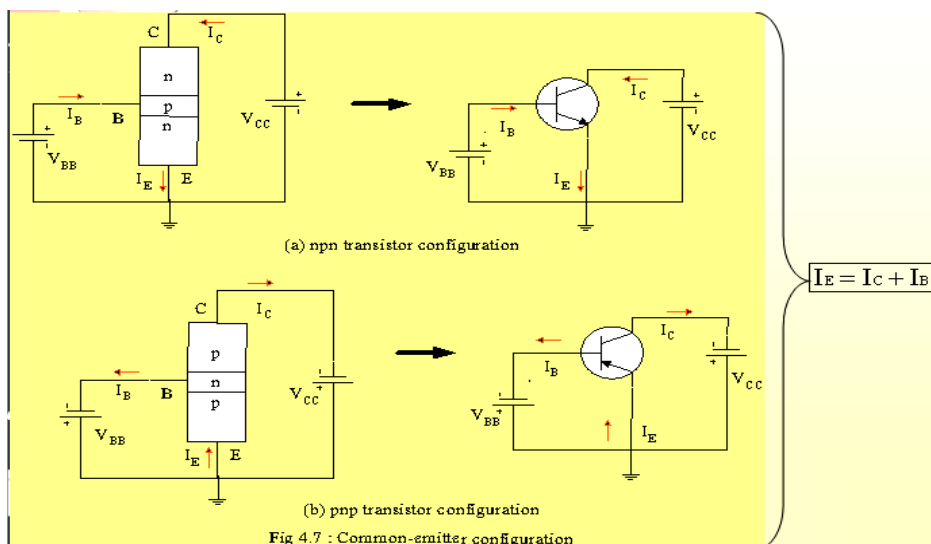 C
I_C
n
p
n
I_B
B
V_BB
V_CC
+
-
+
-
I_E
E
I_C
I_B
V_BB
V_CC
+
-
+
-
I_E
(a) npn transistor configuration
I_E = I_C + I_B
C
I_C
p
n
p
I_B
B
V_BB
V_CC
-
+
-
+
I_E
E
I_C
I_B
V_BB
V_CC
-
+
-
+
I_E
(b) pnp transistor configuration
Fig 4.7 : Common-emitter configuration